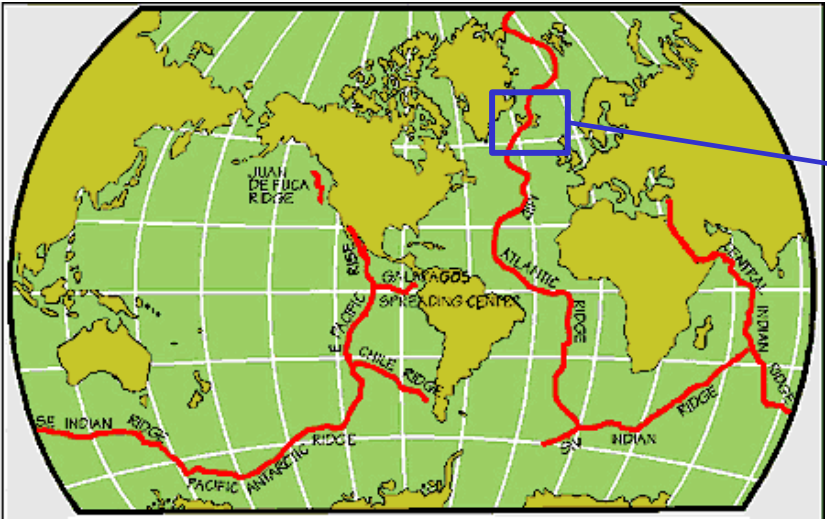 JUAN
DE FUCA
RIDGE
MID
ATLANTIC
RIDGE
E. PACIFIC
RISE
GALAPAGOS
SPREADING CENTER
CHILE RIDGE
CENTRAL
INDIAN
RIDGE
SE INDIAN RIDGE
PACIFIC ANTARCTIC RIDGE
SW INDIAN RIDGE